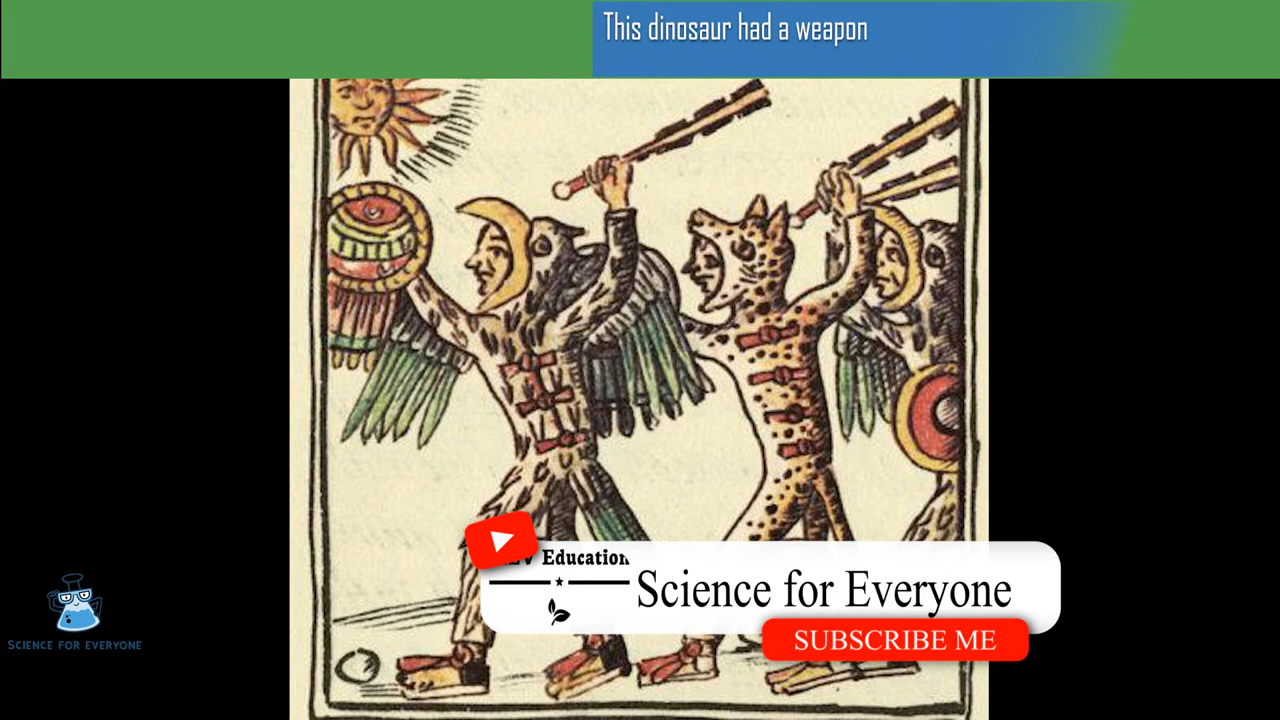 This dinosaur had a weapon
Education
Science for Everyone
SUBSCRIBE ME
SCIENCE FOR EVERYONE